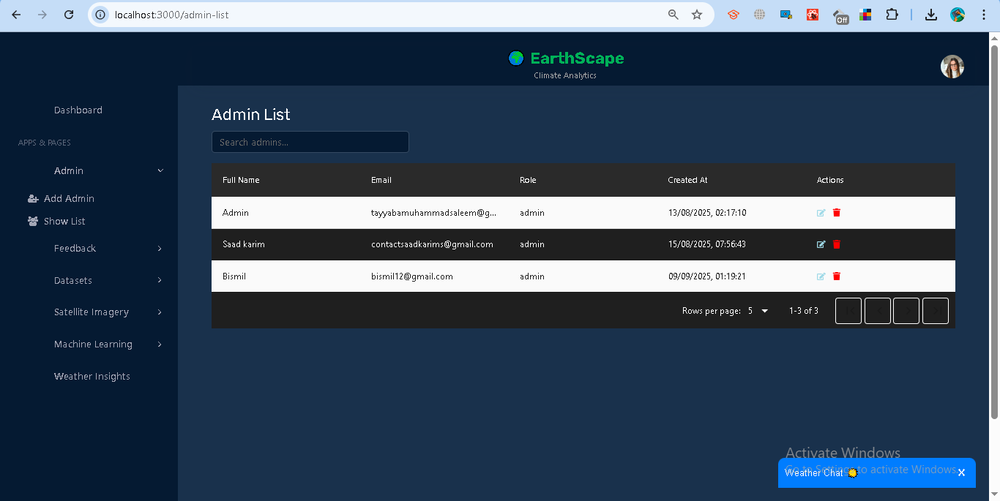 localhost:3000/admin-list
Off
EarthScape
Climate Analytics
Dashboard
APPS & PAGES
Admin
Add Admin
Show List
Feedback
Datasets
Satellite Imagery
Machine Learning
Weather Insights
Admin List
Search admins...
Full Name Email Role Created At Actions
Admin tayyabamuhammadsaleem@g... admin 13/08/2025, 02:17:10
Saad karim contactsaadkarims@gmail.com admin 15/08/2025, 07:56:43
Bismil bismil12@gmail.com admin 09/09/2025, 01:19:21
Rows per page: 5 1-3 of 3
Activate Windows
Go to Settings to activate Windows.
Weather Chat